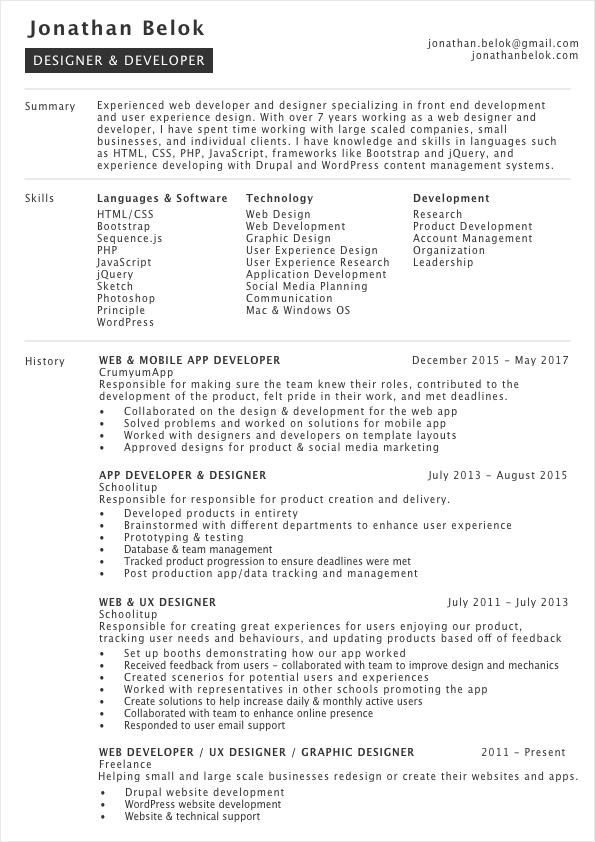 Jonathan Belok
DESIGNER & DEVELOPER
jonathan.belok@gmail.com
jonathanbelok.com
Summary
Experienced web developer and designer specializing in front end development
and user experience design. With over 7 years working as a web designer and
developer, I have spent time working with large scaled companies, small
businesses, and individual clients. I have knowledge and skills in languages such
as HTML, CSS, PHP, JavaScript, frameworks like Bootstrap and jQuery, and
experience developing with Drupal and WordPress content management systems.
Skills
Languages & Software
HTML/CSS
Bootstrap
Sequence.js
PHP
JavaScript
jQuery
Sketch
Photoshop
Principle
WordPress
Technology
Web Design
Web Development
Graphic Design
User Experience Design
User Experience Research
Application Development
Social Media Planning
Communication
Mac & Windows OS
Development
Research
Product Development
Account Management
Organization
Leadership
History
WEB & MOBILE APP DEVELOPER December 2015 – May 2017
CrumyumApp
Responsible for making sure the team knew their roles, contributed to the
development of the product, felt pride in their work, and met deadlines.
• Collaborated on the design & development for the web app
• Solved problems and worked on solutions for mobile app
• Worked with designers and developers on template layouts
• Approved designs for product & social media marketing
APP DEVELOPER & DESIGNER July 2013 – August 2015
Schoolitup
Responsible for responsible for product creation and delivery.
• Developed products in entirety
• Brainstormed with different departments to enhance user experience
• Prototyping & testing
• Database & team management
• Tracked product progression to ensure deadlines were met
• Post production app/data tracking and management
WEB & UX DESIGNER July 2011 – July 2013
Schoolitup
Responsible for creating great experiences for users enjoying our product,
tracking user needs and behaviours, and updating products based off of feedback
• Set up booths demonstrating how our app worked
• Received feedback from users – collaborated with team to improve design and mechanics
• Created scenerios for potential users and experiences
• Worked with representatives in other schools promoting the app
• Create solutions to help increase daily & monthly active users
• Collaborated with team to enhance online presence
• Responded to user email support
WEB DEVELOPER / UX DESIGNER / GRAPHIC DESIGNER 2011 – Present
Freelance
Helping small and large scale businesses redesign or create their websites and apps.
• Drupal website development
• WordPress website development
• Website & technical support